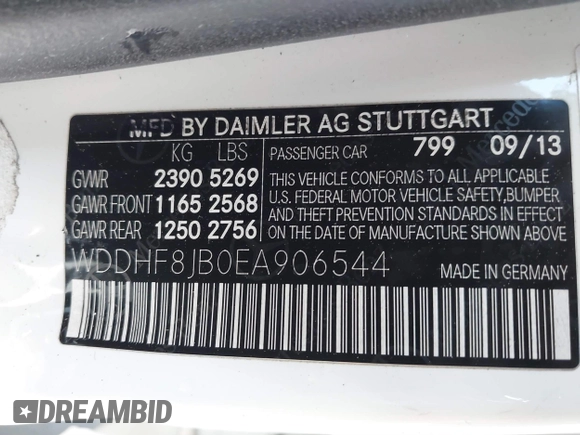 MFD BY DAIMLER AG STUTTGART
KG LBS PASSENGER CAR 799 09/13
GVWR 2390 5269 THIS VEHICLE CONFORMS TO ALL APPLICABLE
GAWR FRONT 1165 2568 U.S. FEDERAL MOTOR VEHICLE SAFETY, BUMPER
GAWR REAR 1250 2756 AND THEFT PREVENTION STANDARDS IN EFFECT
ON THE DATE OF MANUFACTURE SHOWN ABOVE.
WDDHF8JB0EA906544 MADE IN GERMANY
DREAMBID